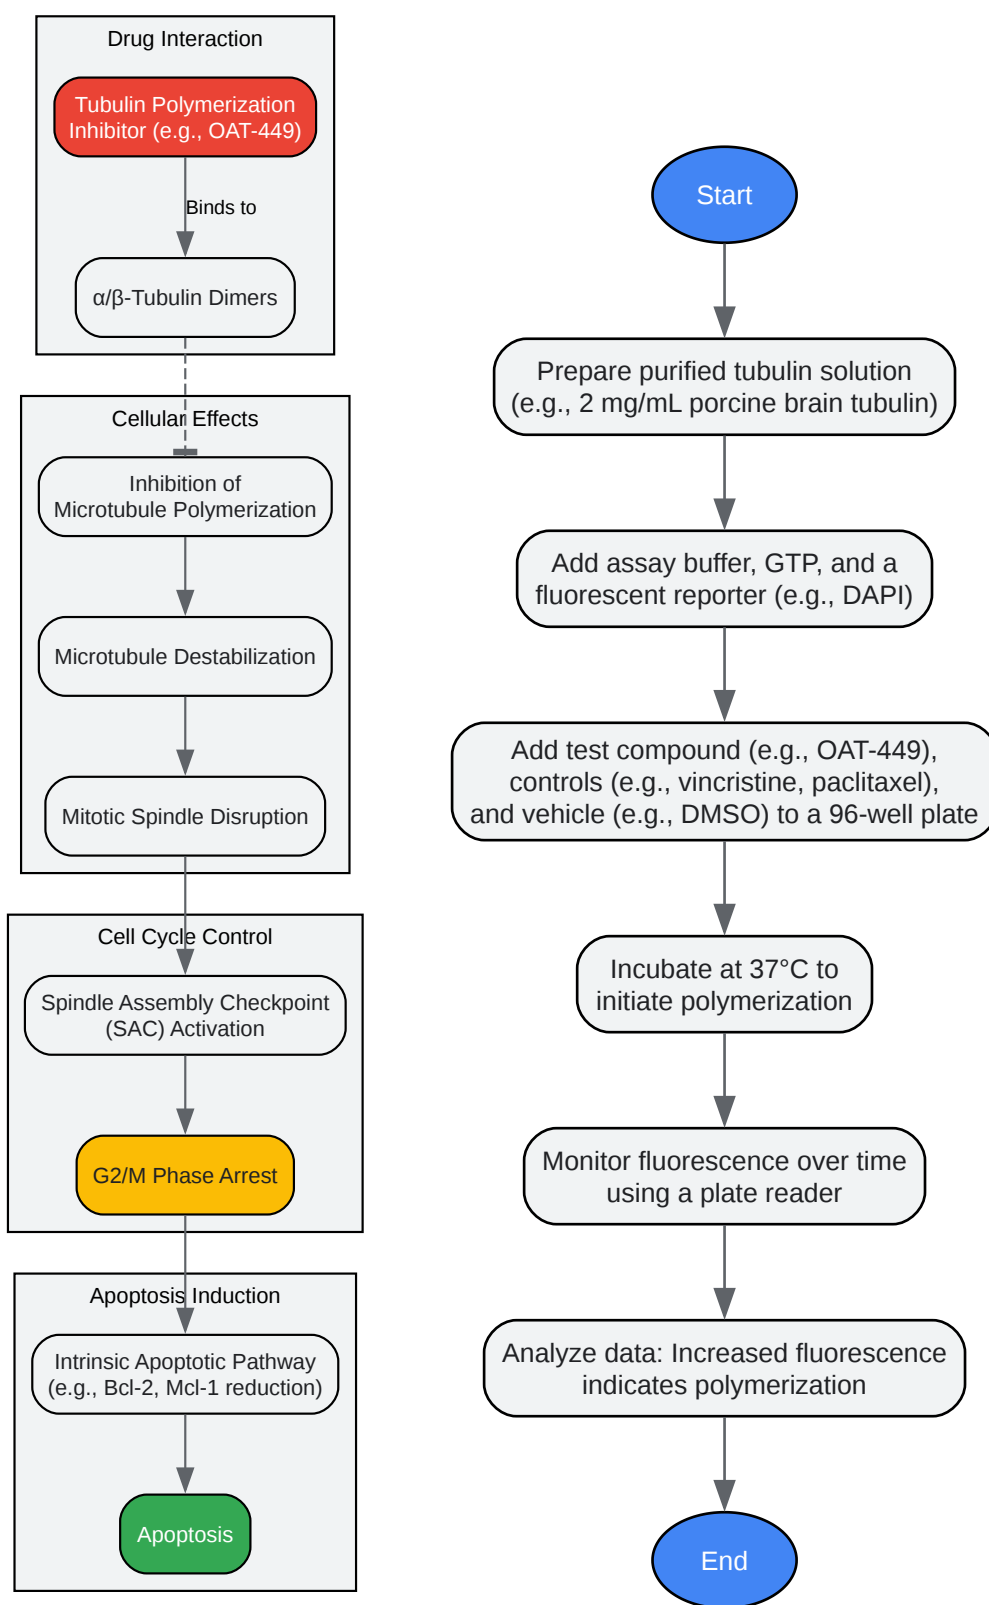 Drug Interaction
Tubulin Polymerization
Inhibitor (e.g., OAT-449)
Binds to
α/β-Tubulin Dimers
Cellular Effects
Inhibition of
Microtubule Polymerization
Microtubule Destabilization
Mitotic Spindle Disruption
Cell Cycle Control
Spindle Assembly Checkpoint
(SAC) Activation
G2/M Phase Arrest
Apoptosis Induction
Intrinsic Apoptotic Pathway
(e.g., Bcl-2, Mcl-1 reduction)
Apoptosis
Start
Prepare purified tubulin solution
(e.g., 2 mg/mL porcine brain tubulin)
Add assay buffer, GTP, and a
fluorescent reporter (e.g., DAPI)
Add test compound (e.g., OAT-449),
controls (e.g., vincristine, paclitaxel),
and vehicle (e.g., DMSO) to a 96-well plate
Incubate at 37°C to
initiate polymerization
Monitor fluorescence over time
using a plate reader
Analyze data: Increased fluorescence
indicates polymerization
End